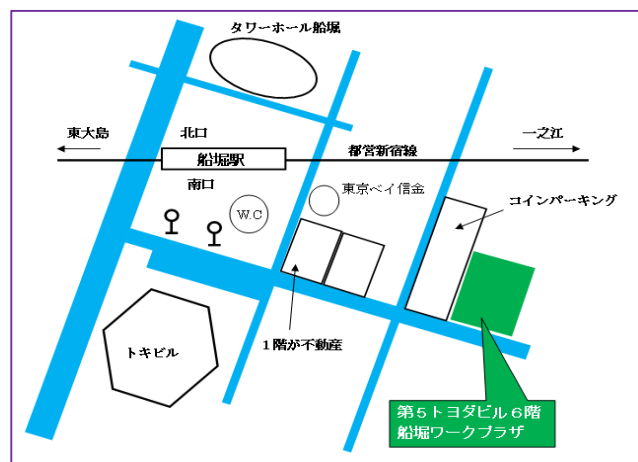 タワーホール船堀
東大島
北口
都営新宿線
一之江
船堀駅
南口
W.C
東京ベイ信金
コインパーキング
1階が不動産
トキビル
第5トヨダビル6階
船堀ワークプラザ